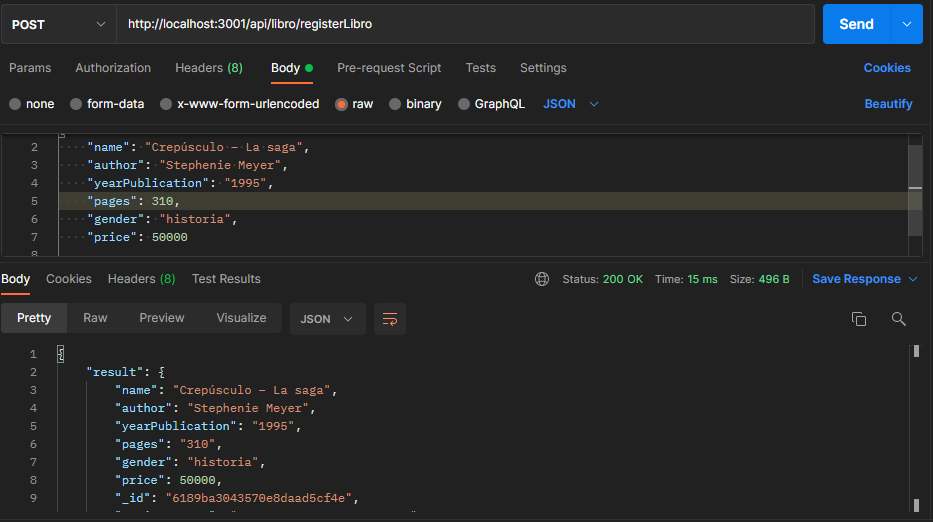 POST http://localhost:3001/api/libro/registerLibro Send
Params Authorization Headers (8) Body Pre-request Script Tests Settings Cookies
none form-data x-www-form-urlencoded raw binary GraphQL JSON Beautify
2 "name": "Crepúsculo – La saga",
3 "author": "Stephenie Meyer",
4 "yearPublication": "1995",
5 "pages": 310,
6 "gender": "historia",
7 "price": 50000
8
Body Cookies Headers (8) Test Results Status: 200 OK Time: 15 ms Size: 496 B Save Response
Pretty Raw Preview Visualize JSON
1 {
2 "result": {
3 "name": "Crepúsculo – La saga",
4 "author": "Stephenie Meyer",
5 "yearPublication": "1995",
6 "pages": "310",
7 "gender": "historia",
8 "price": 50000,
9 "_id": "6189ba3043570e8daad5cf4e",